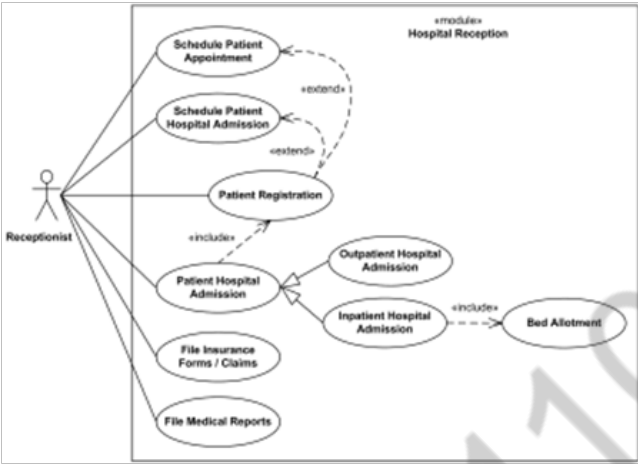 «module»
Hospital Reception
Schedule Patient
Appointment
«extend»
Schedule Patient
Hospital Admission
«extend»
Patient Registration
Receptionist
«include»
Outpatient Hospital
Admission
Patient Hospital
Admission
Inpatient Hospital
Admission
«include»
Bed Allotment
File Insurance
Forms / Claims
File Medical Reports